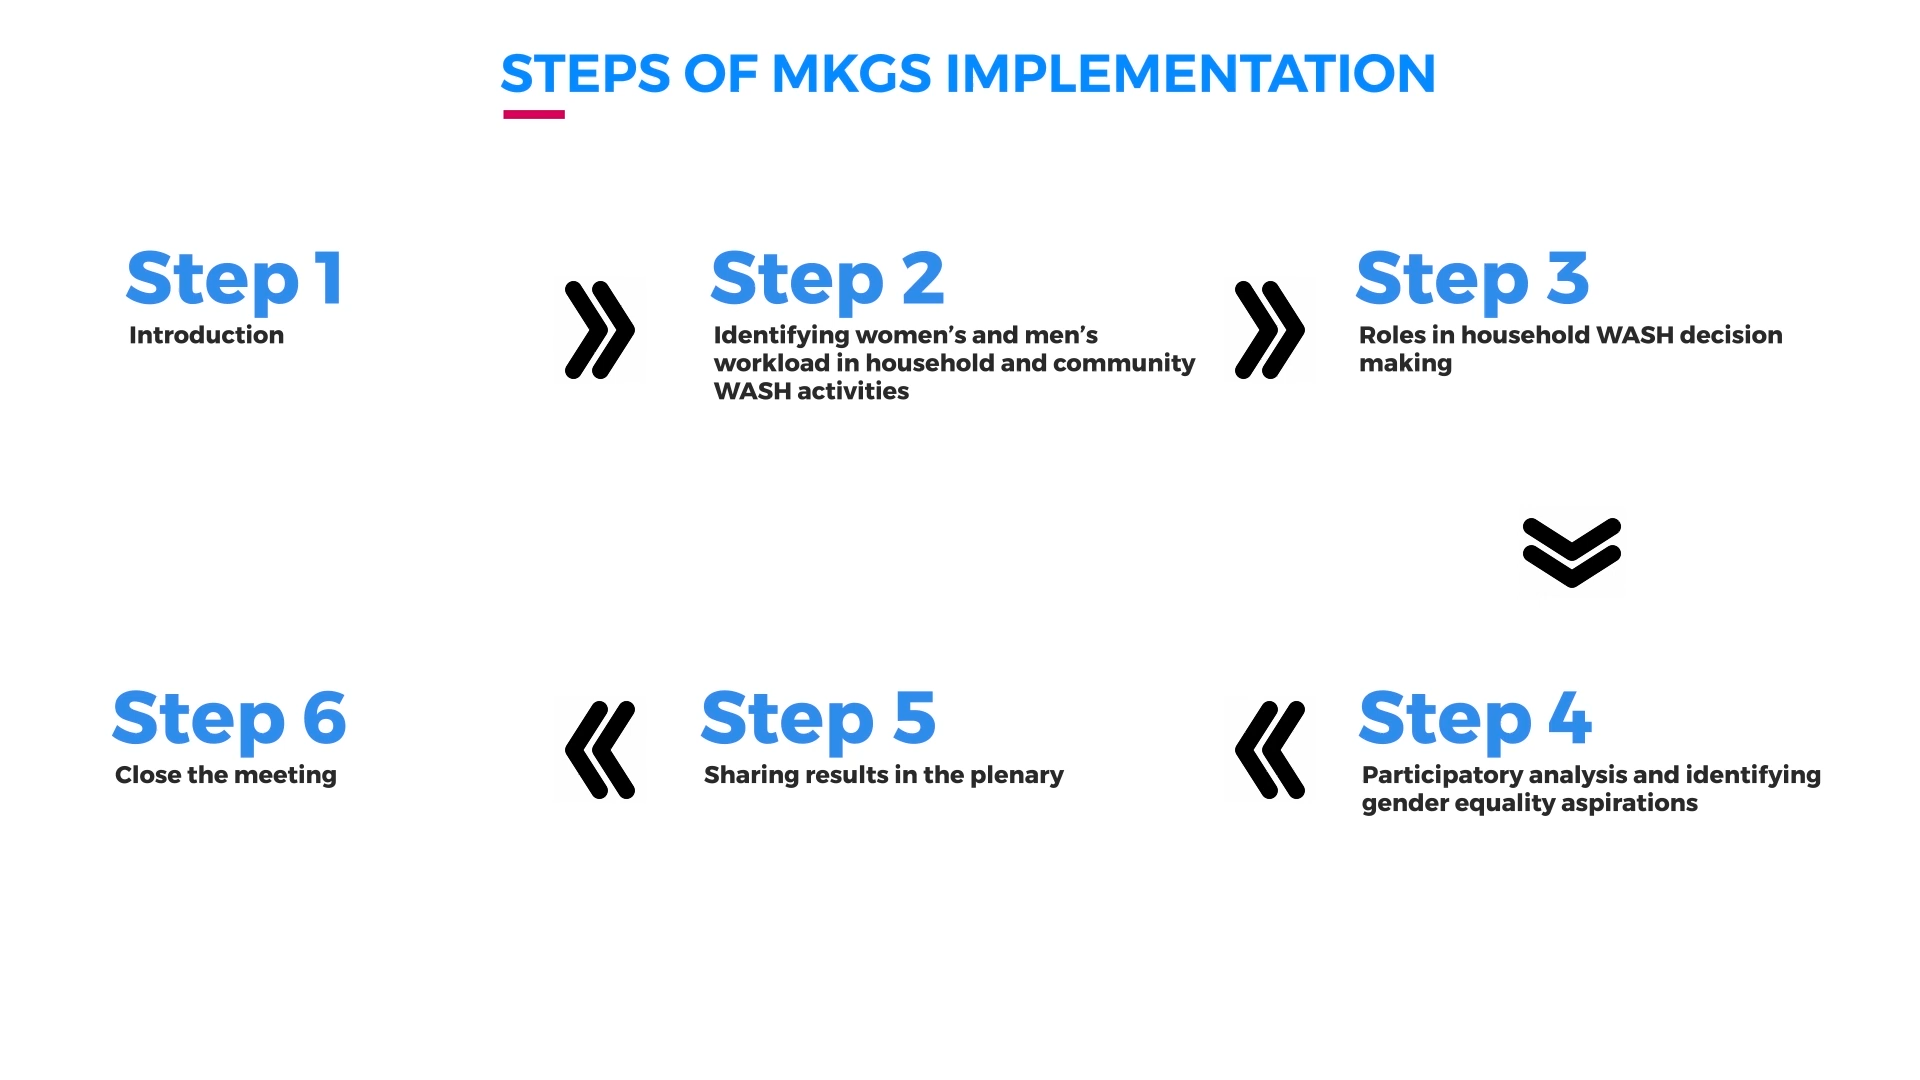 STEPS OF MKGS IMPLEMENTATION
Step 1
Introduction
Step 2
Identifying women’s and men’s
workload in household and community
WASH activities
Step 3
Roles in household WASH decision
making
Step 4
Participatory analysis and identifying
gender equality aspirations
Step 5
Sharing results in the plenary
Step 6
Close the meeting